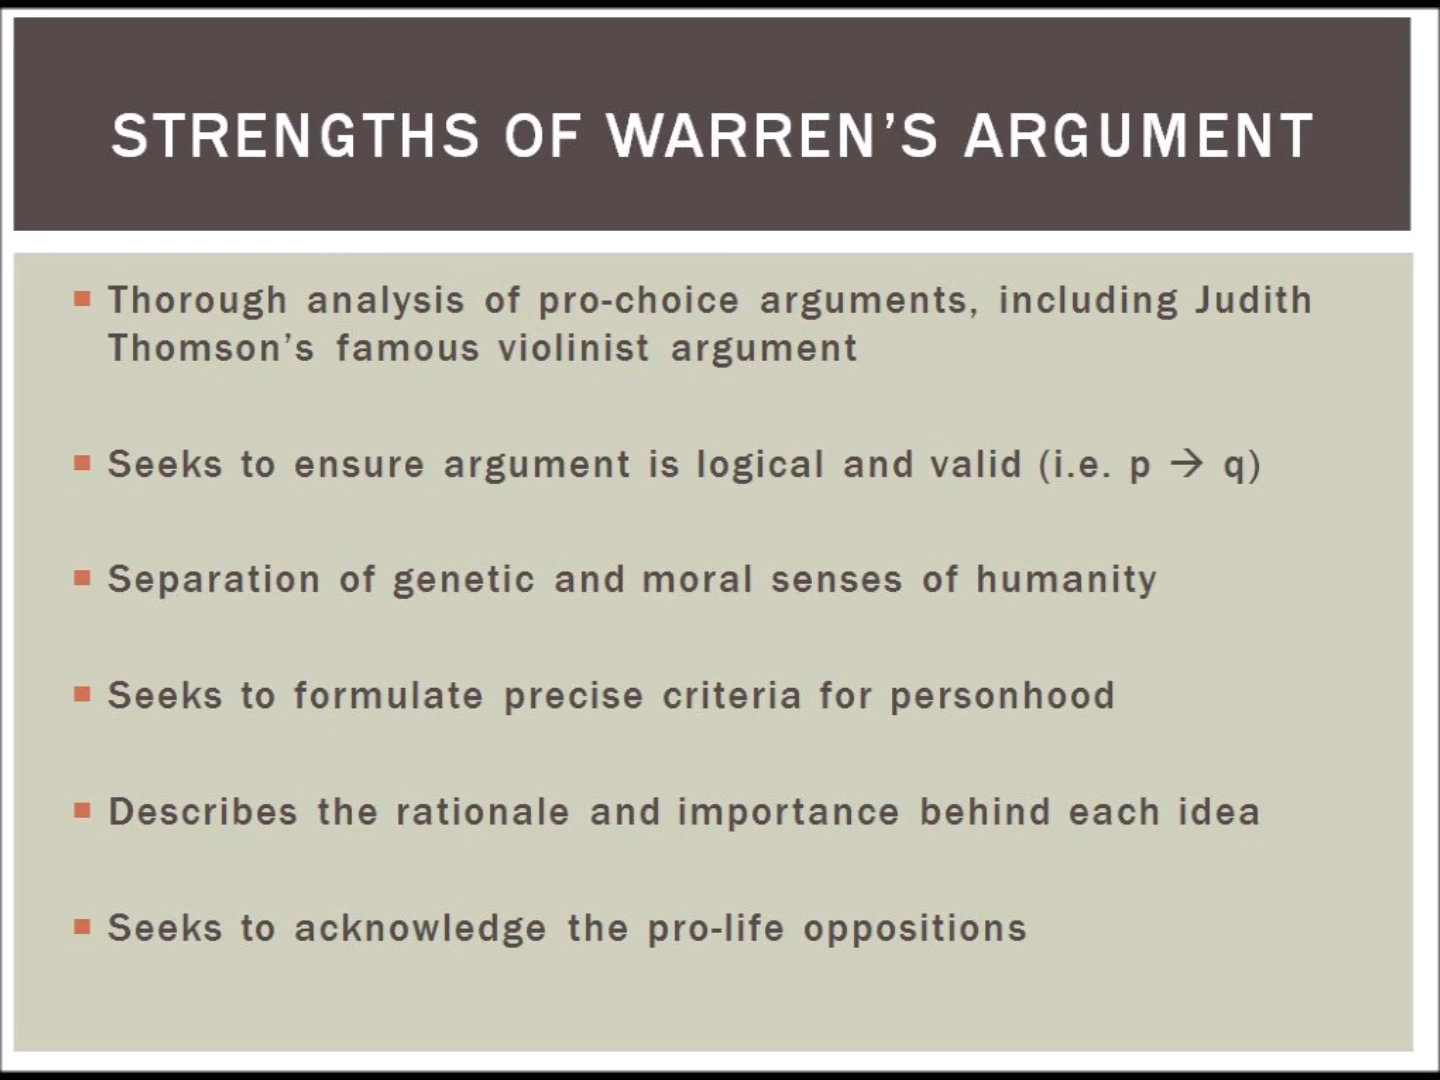 STRENGTHS OF WARREN'S ARGUMENT
▪ Thorough analysis of pro-choice arguments, including Judith
Thomson's famous violinist argument
▪ Seeks to ensure argument is logical and valid (i.e. p → q)
▪ Separation of genetic and moral senses of humanity
▪ Seeks to formulate precise criteria for personhood
▪ Describes the rationale and importance behind each idea
▪ Seeks to acknowledge the pro-life oppositions